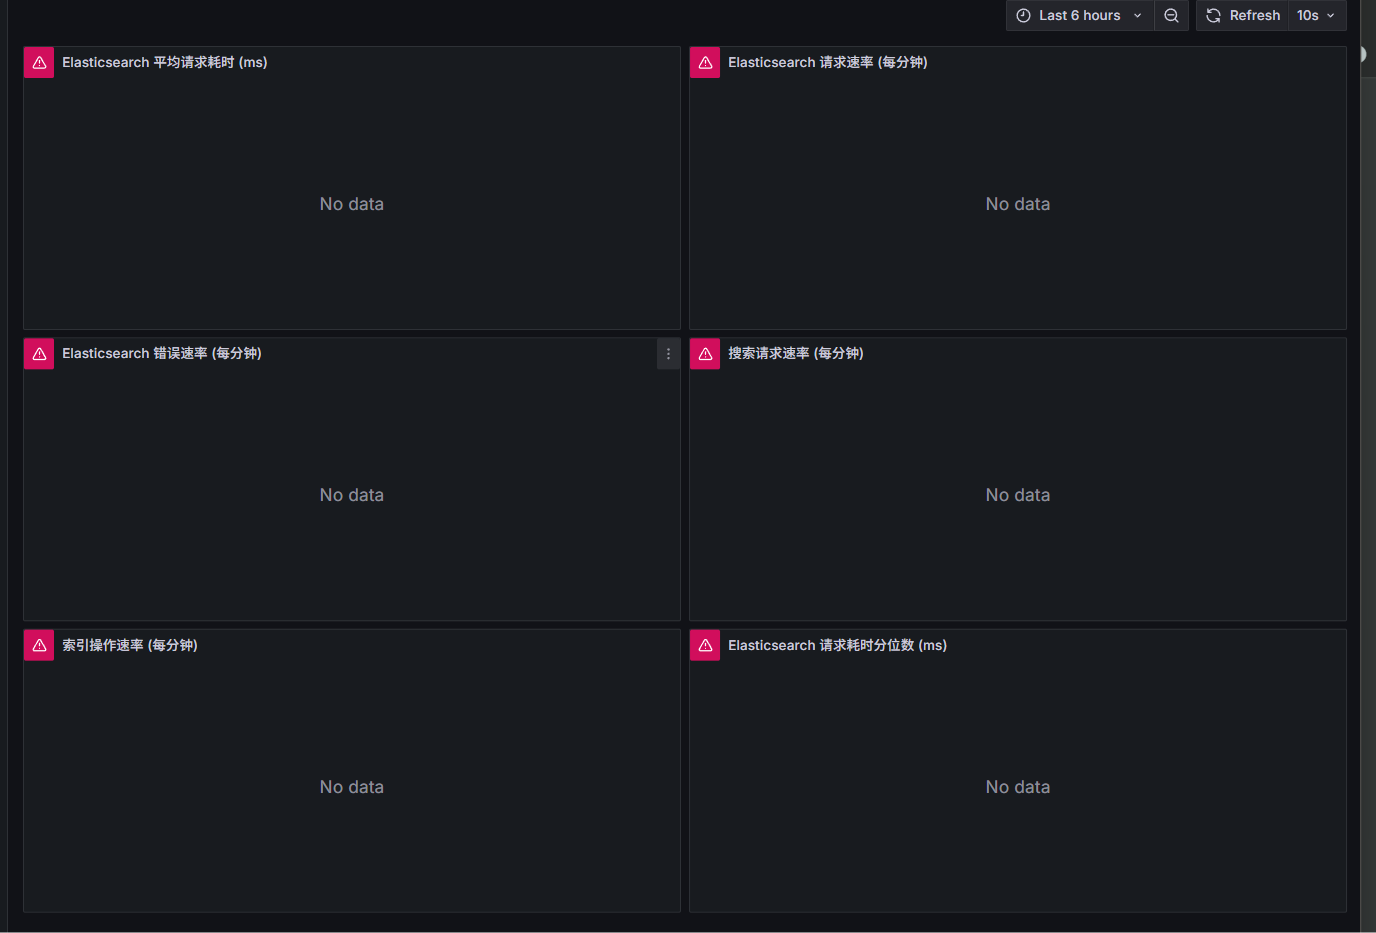 Last 6 hours Refresh 10s
Elasticsearch 平均请求耗时 (ms)
No data
Elasticsearch 请求速率 (每分钟)
No data
Elasticsearch 错误速率 (每分钟)
No data
搜索请求速率 (每分钟)
No data
索引操作速率 (每分钟)
No data
Elasticsearch 请求耗时分位数 (ms)
No data